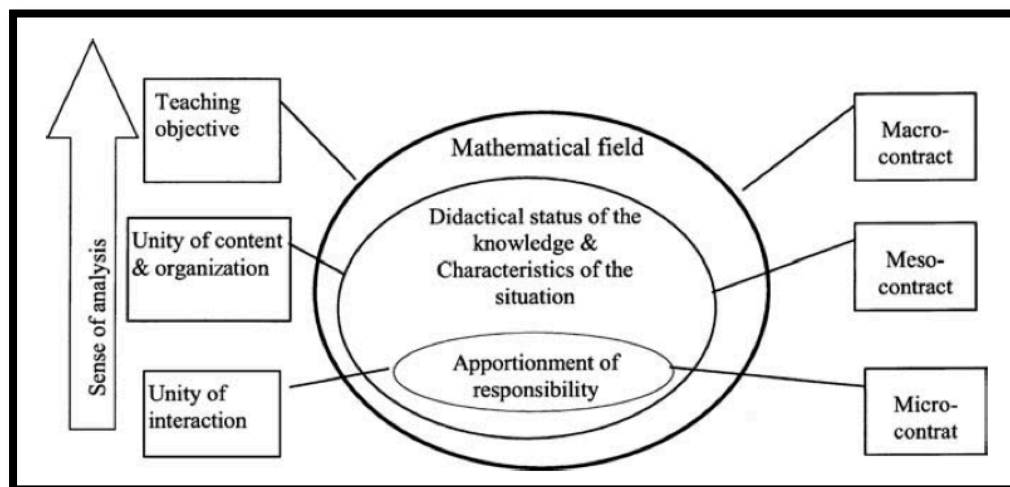 Sense of analysis
Teaching
objective
Unity of content
& organization
Unity of
interaction
Mathematical field
Didactical status of the
knowledge &
Characteristics of the
situation
Apportionment of
responsibility
Macro-
contract
Meso-
contract
Micro-
contrat